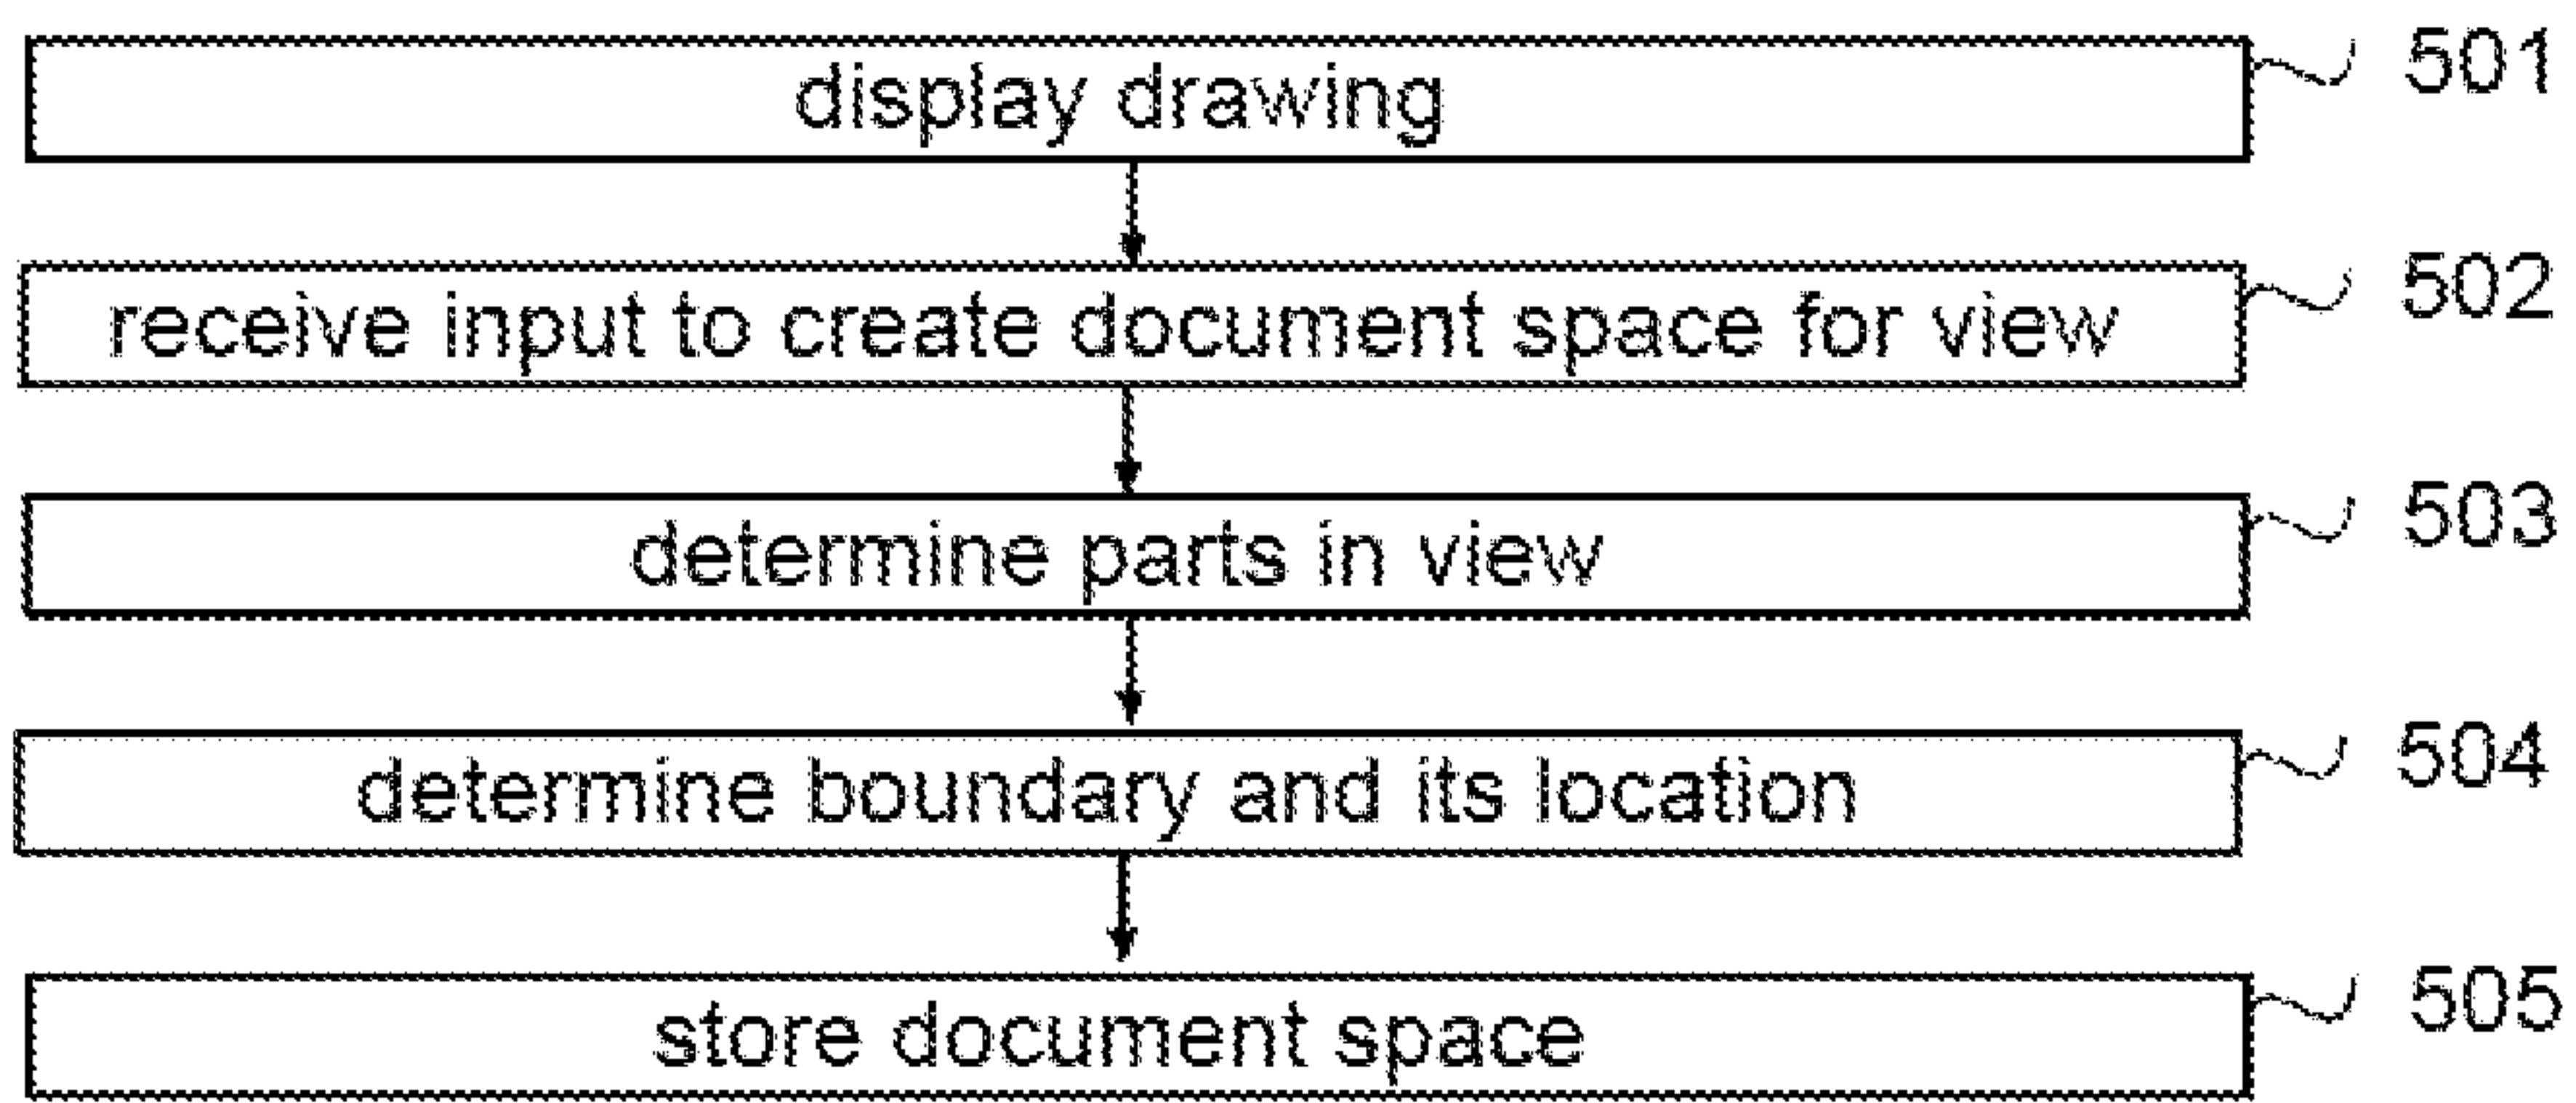 display drawing 501
receive input to create document space for view 502
determine parts in view 503
determine boundary and its location 504
store document space 505